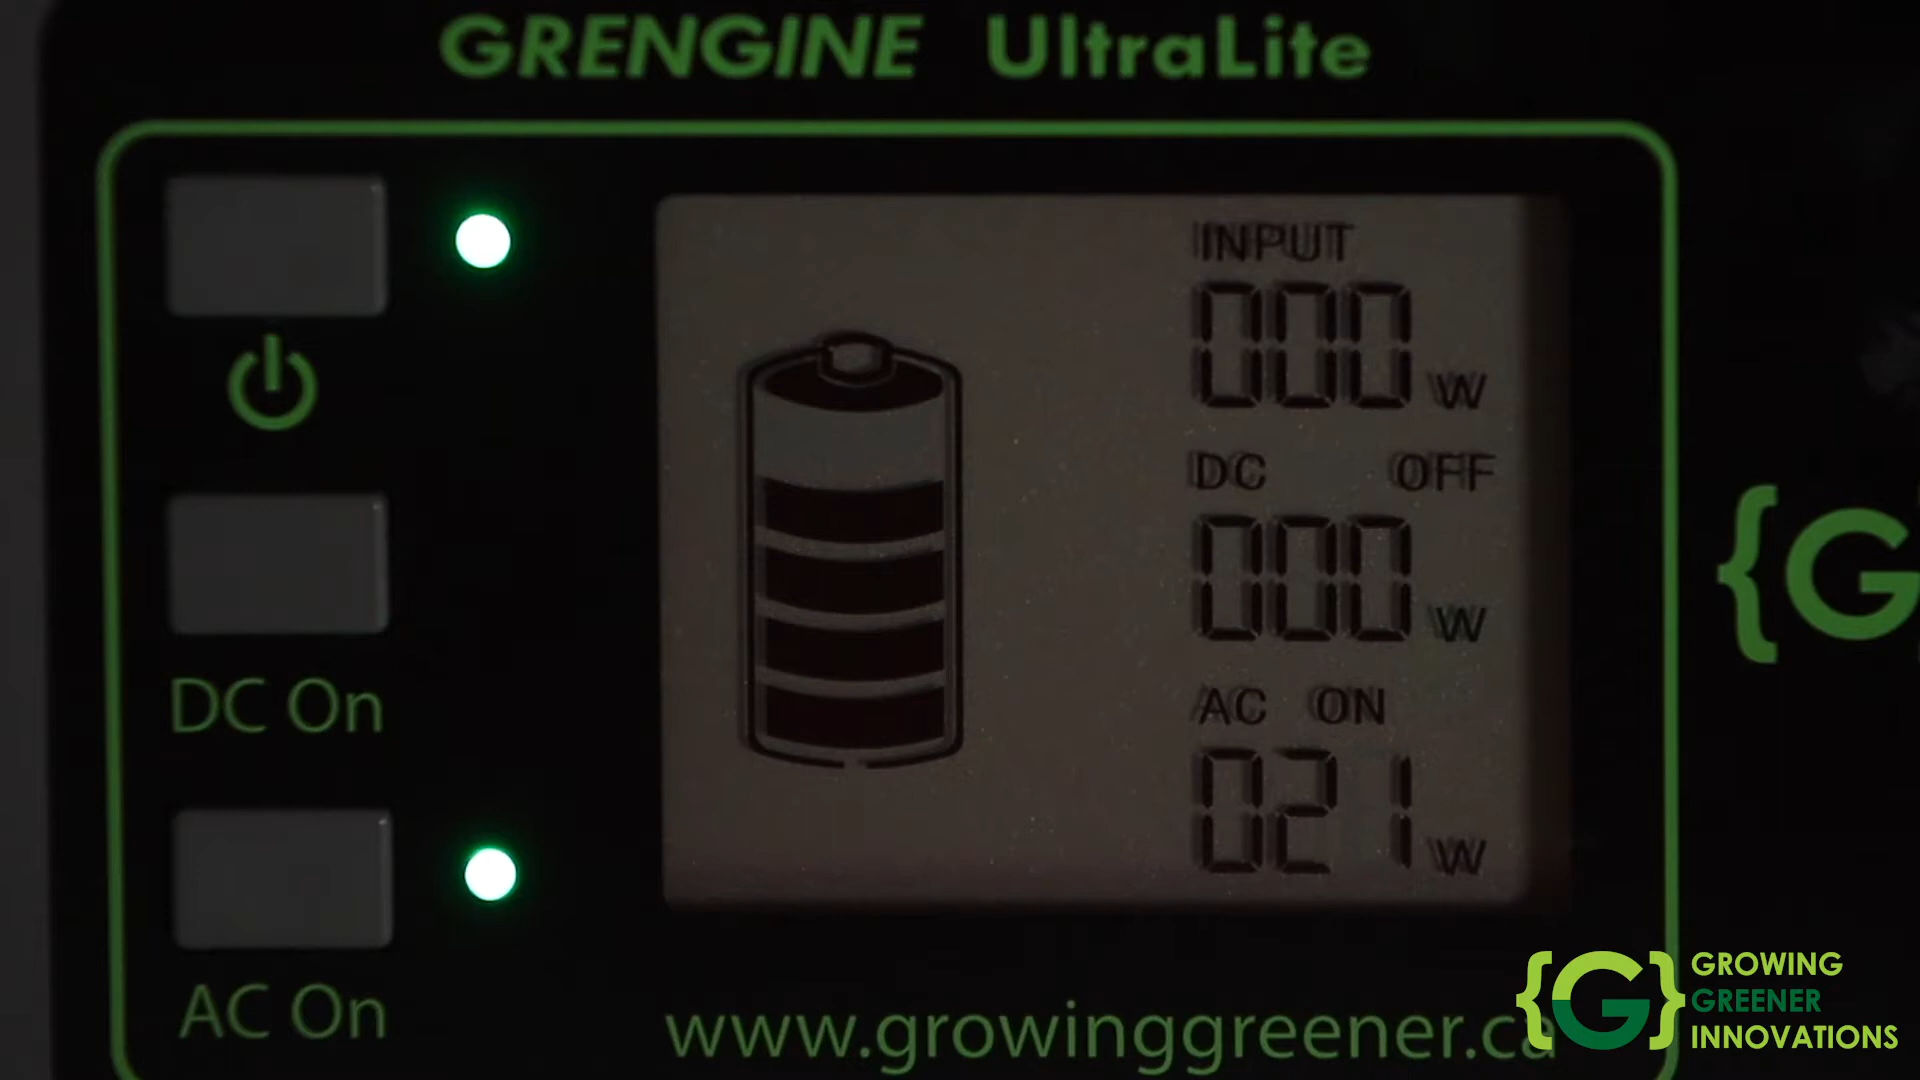 GRENGINE UltraLite
INPUT
000 W
DC OFF
000 W
DC On
AC ON
021 W
AC On
www.growinggreener.ca
{G
{G} GROWING
GREENER
INNOVATIONS